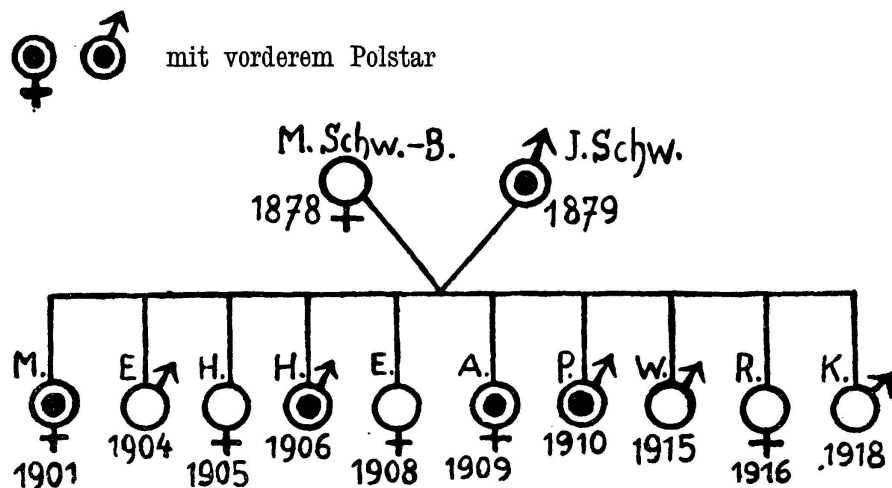 mit vorderem Polstar
M. Schw.-B. J. Schw.
1878 1879
M. E. H. H. E. A. P. W. R. K.
1901 1904 1905 1906 1908 1909 1910 1915 1916 1918